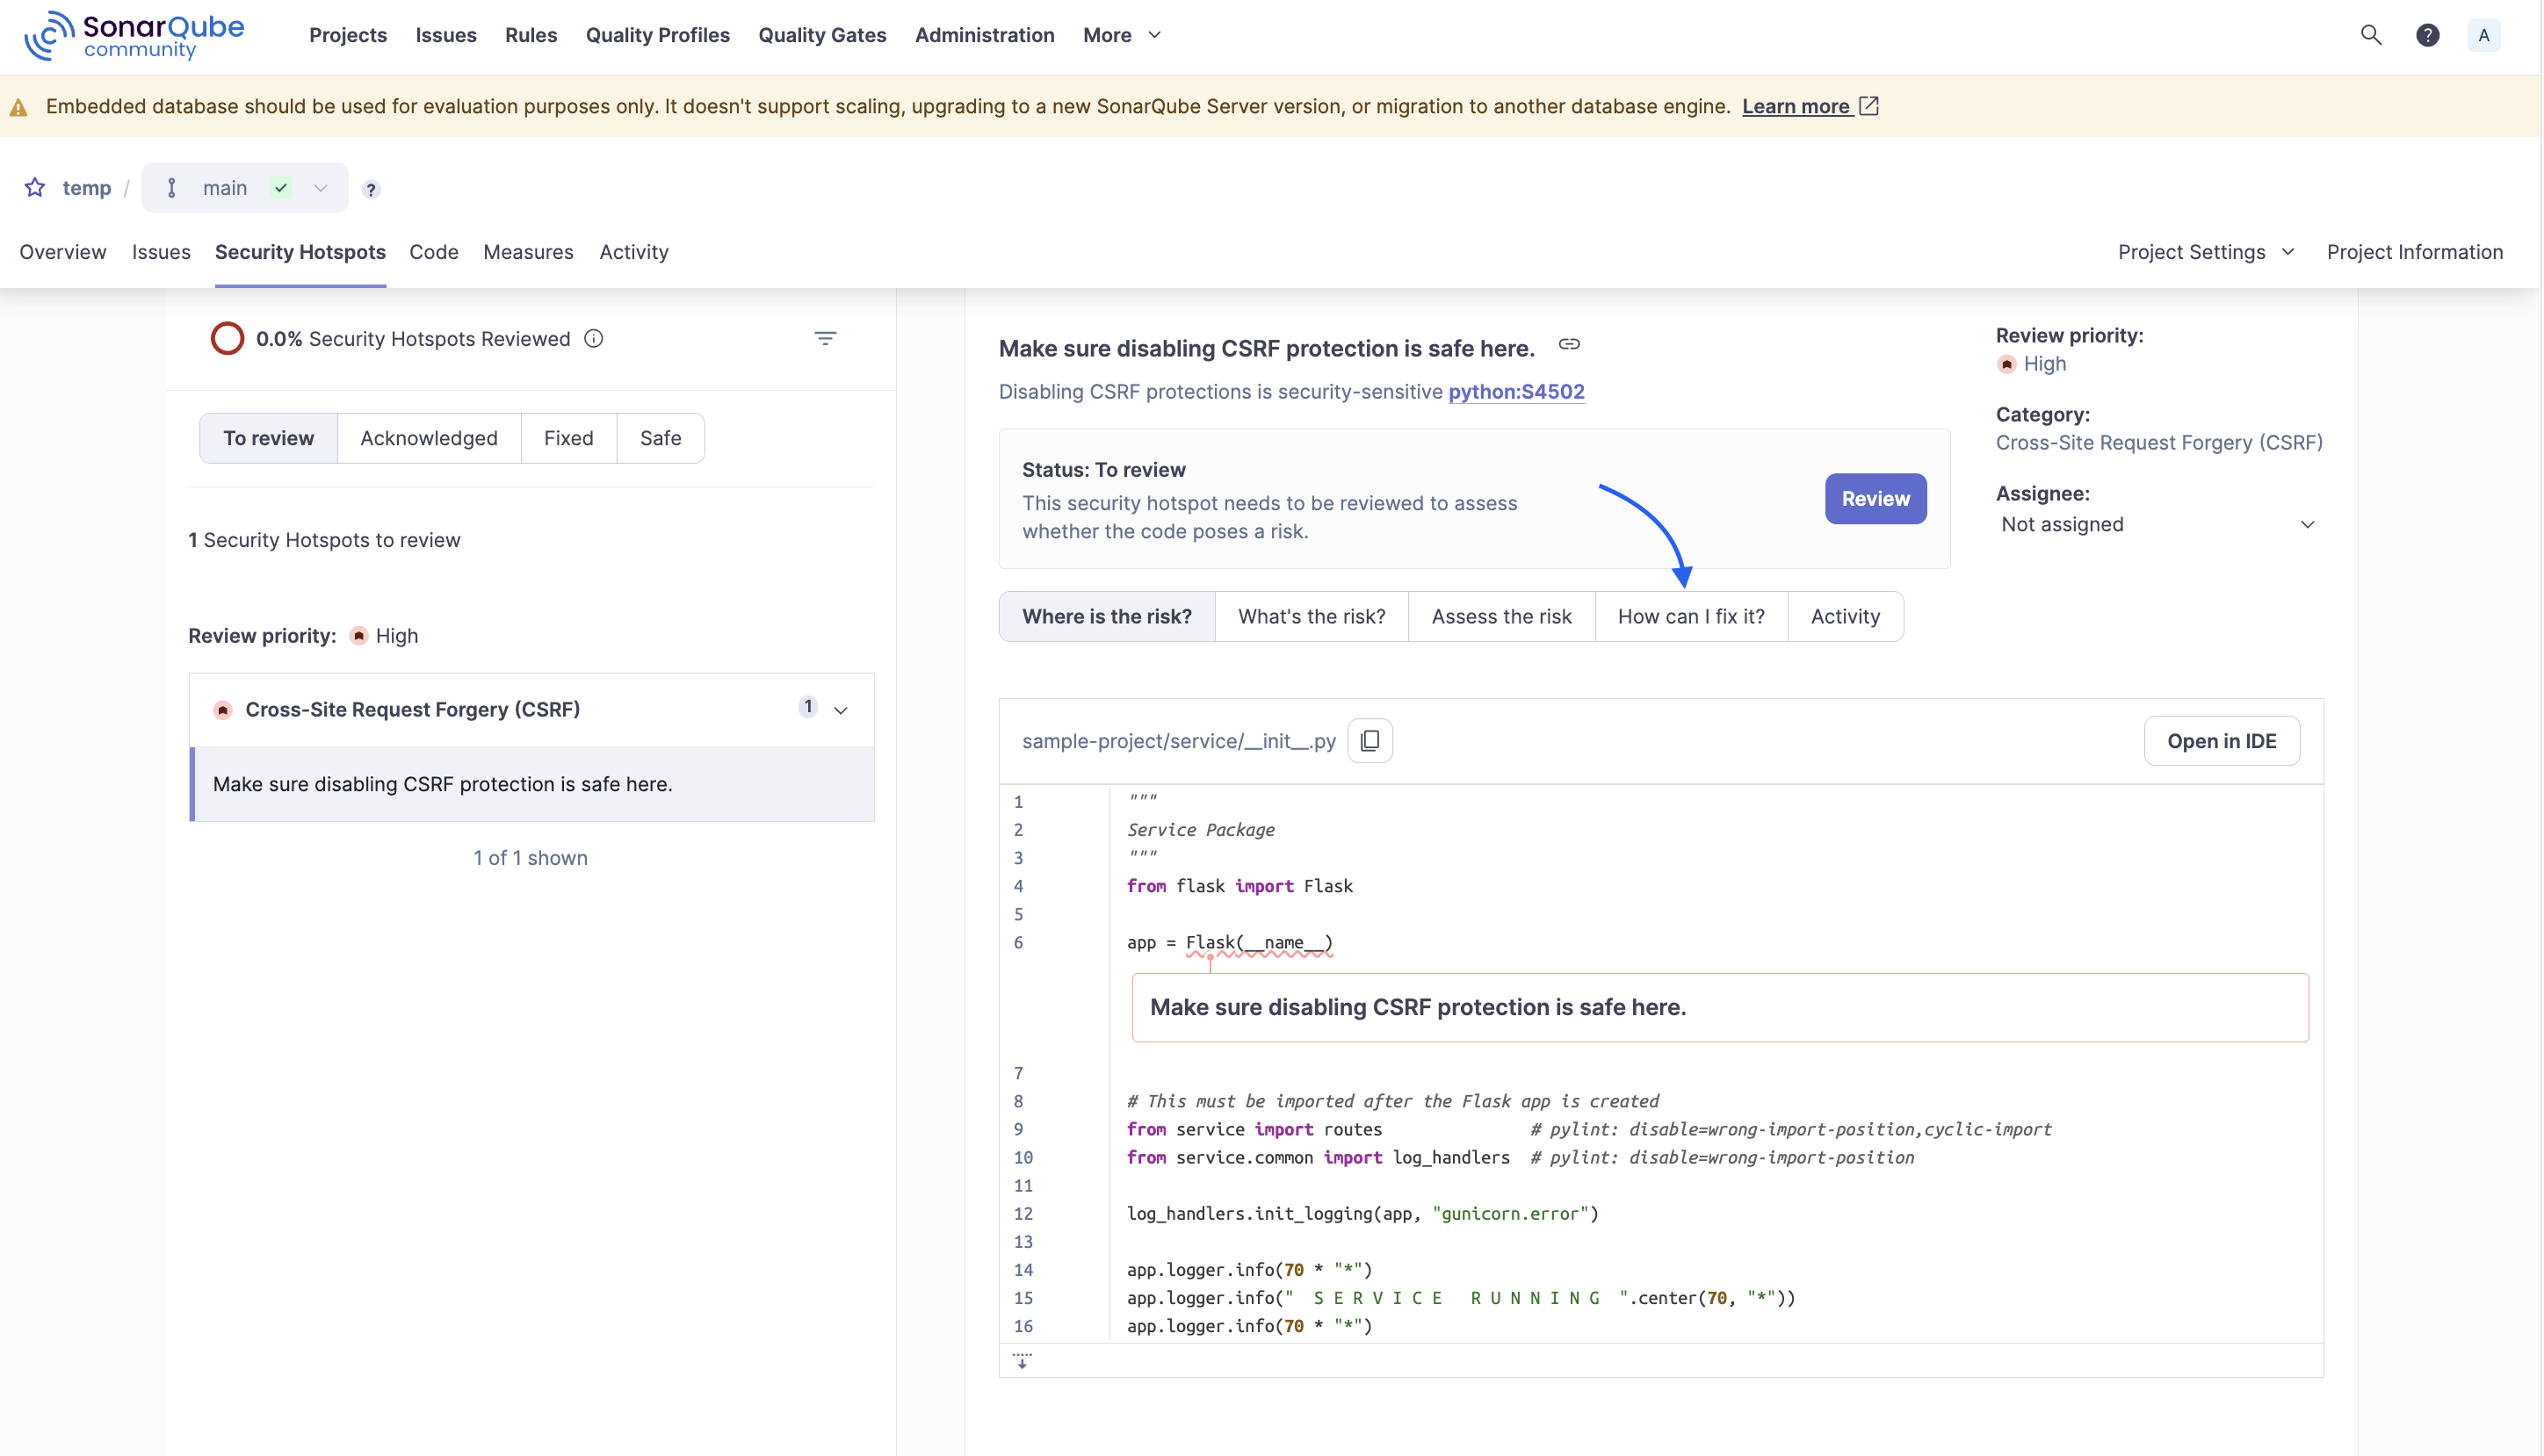 SonarQube
community
Projects Issues Rules Quality Profiles Quality Gates Administration More
? A
Embedded database should be used for evaluation purposes only. It doesn't support scaling, upgrading to a new SonarQube Server version, or migration to another database engine. Learn more
temp / main ?
Overview Issues Security Hotspots Code Measures Activity Project Settings Project Information
0.0% Security Hotspots Reviewed
To review Acknowledged Fixed Safe
1 Security Hotspots to review
Review priority: High
Cross-Site Request Forgery (CSRF) 1
Make sure disabling CSRF protection is safe here.
1 of 1 shown
Make sure disabling CSRF protection is safe here.
Disabling CSRF protections is security-sensitive python:S4502
Status: To review
This security hotspot needs to be reviewed to assess
whether the code poses a risk.
Review
Review priority:
High
Category:
Cross-Site Request Forgery (CSRF)
Assignee:
Not assigned
Where is the risk? What's the risk? Assess the risk How can I fix it? Activity
sample-project/service/__init__.py Open in IDE
1 """
2 Service Package
3 """
4 from flask import Flask
5
6 app = Flask(__name__)
Make sure disabling CSRF protection is safe here.
7
8 # This must be imported after the Flask app is created
9 from service import routes # pylint: disable=wrong-import-position,cyclic-import
10 from service.common import log_handlers # pylint: disable=wrong-import-position
11
12 log_handlers.init_logging(app, "gunicorn.error")
13
14 app.logger.info(70 * "*")
15 app.logger.info(" S E R V I C E R U N N I N G ".center(70, "*"))
16 app.logger.info(70 * "*")